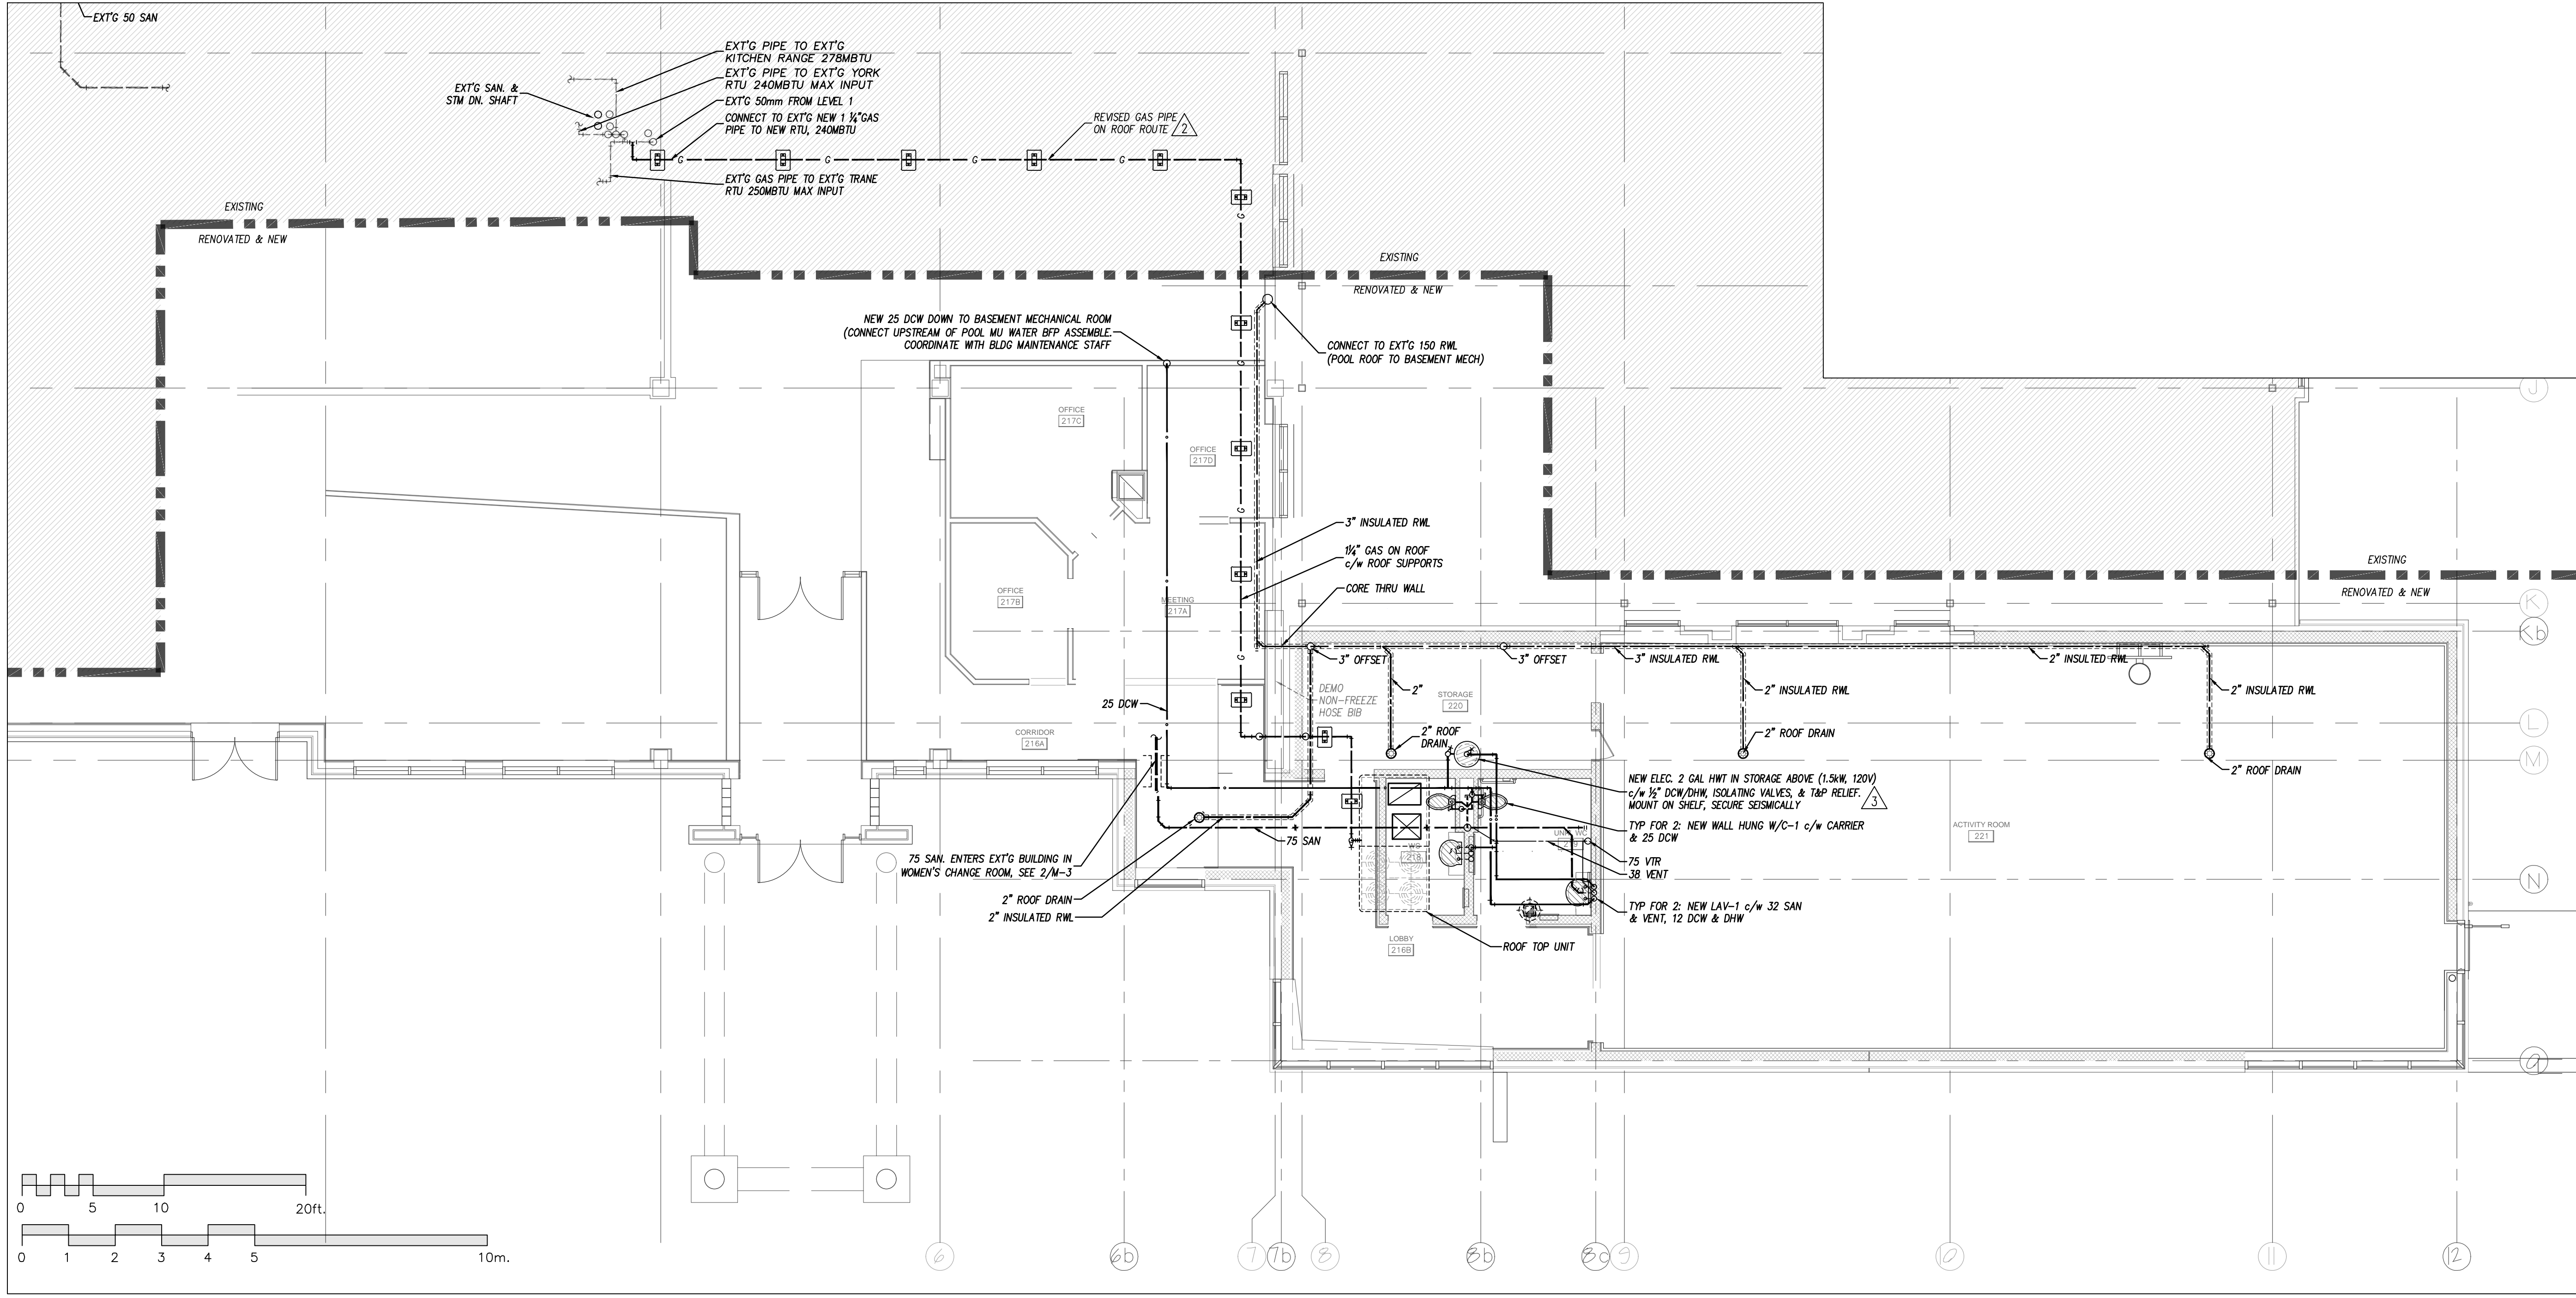 EXT'G 50 SAN
EXT'G PIPE TO EXT'G
KITCHEN RANGE 278MBTU
EXT'G PIPE TO EXT'G YORK
RTU 240MBTU MAX INPUT
EXT'G SAN. &
STM DN. SHAFT
EXT'G 50mm FROM LEVEL 1
CONNECT TO EXT'G NEW 1 ¼"GAS
PIPE TO NEW RTU, 240MBTU
REVISED GAS PIPE
ON ROOF ROUTE 2
G G G G G
EXT'G GAS PIPE TO EXT'G TRANE
RTU 250MBTU MAX INPUT
EXISTING
RENOVATED & NEW
G
EXISTING
RENOVATED & NEW
NEW 25 DCW DOWN TO BASEMENT MECHANICAL ROOM
(CONNECT UPSTREAM OF POOL MU WATER BFP ASSEMBLE.
COORDINATE WITH BLDG MAINTENANCE STAFF
G
CONNECT TO EXT'G 150 RWL
(POOL ROOF TO BASEMENT MECH)
G
J
OFFICE
217C
OFFICE
217D
G
3" INSULATED RWL
1¼" GAS ON ROOF
c/w ROOF SUPPORTS
CORE THRU WALL
EXISTING
RENOVATED & NEW
OFFICE
217B
MEETING
217A
K
Kb
G
3" OFFSET
3" OFFSET
3" INSULATED RWL
2" INSULTED RWL
DEMO
NON-FREEZE
HOSE BIB
2"
STORAGE
220
2" INSULATED RWL
2" INSULATED RWL
25 DCW
CORRIDOR
216A
2" ROOF
DRAIN
2" ROOF DRAIN
L
M
2" ROOF DRAIN
NEW ELEC. 2 GAL HWT IN STORAGE ABOVE (1.5kW, 120V)
c/w ½" DCW/DHW, ISOLATING VALVES, & T&P RELIEF.
MOUNT ON SHELF, SECURE SEISMICALLY 3
TYP FOR 2: NEW WALL HUNG W/C-1 c/w CARRIER
& 25 DCW
ACTIVITY ROOM
221
75 SAN
WC
218
UNIV. WC
219
75 SAN. ENTERS EXT'G BUILDING IN
WOMEN'S CHANGE ROOM, SEE 2/M-3
75 VTR
38 VENT
N
2" ROOF DRAIN
2" INSULATED RWL
TYP FOR 2: NEW LAV-1 c/w 32 SAN
& VENT, 12 DCW & DHW
LOBBY
216B
ROOF TOP UNIT
0 5 10 20ft.
0 1 2 3 4 5 10m.
6 6b 7 7b 8 8b 8c 9 10 11 12